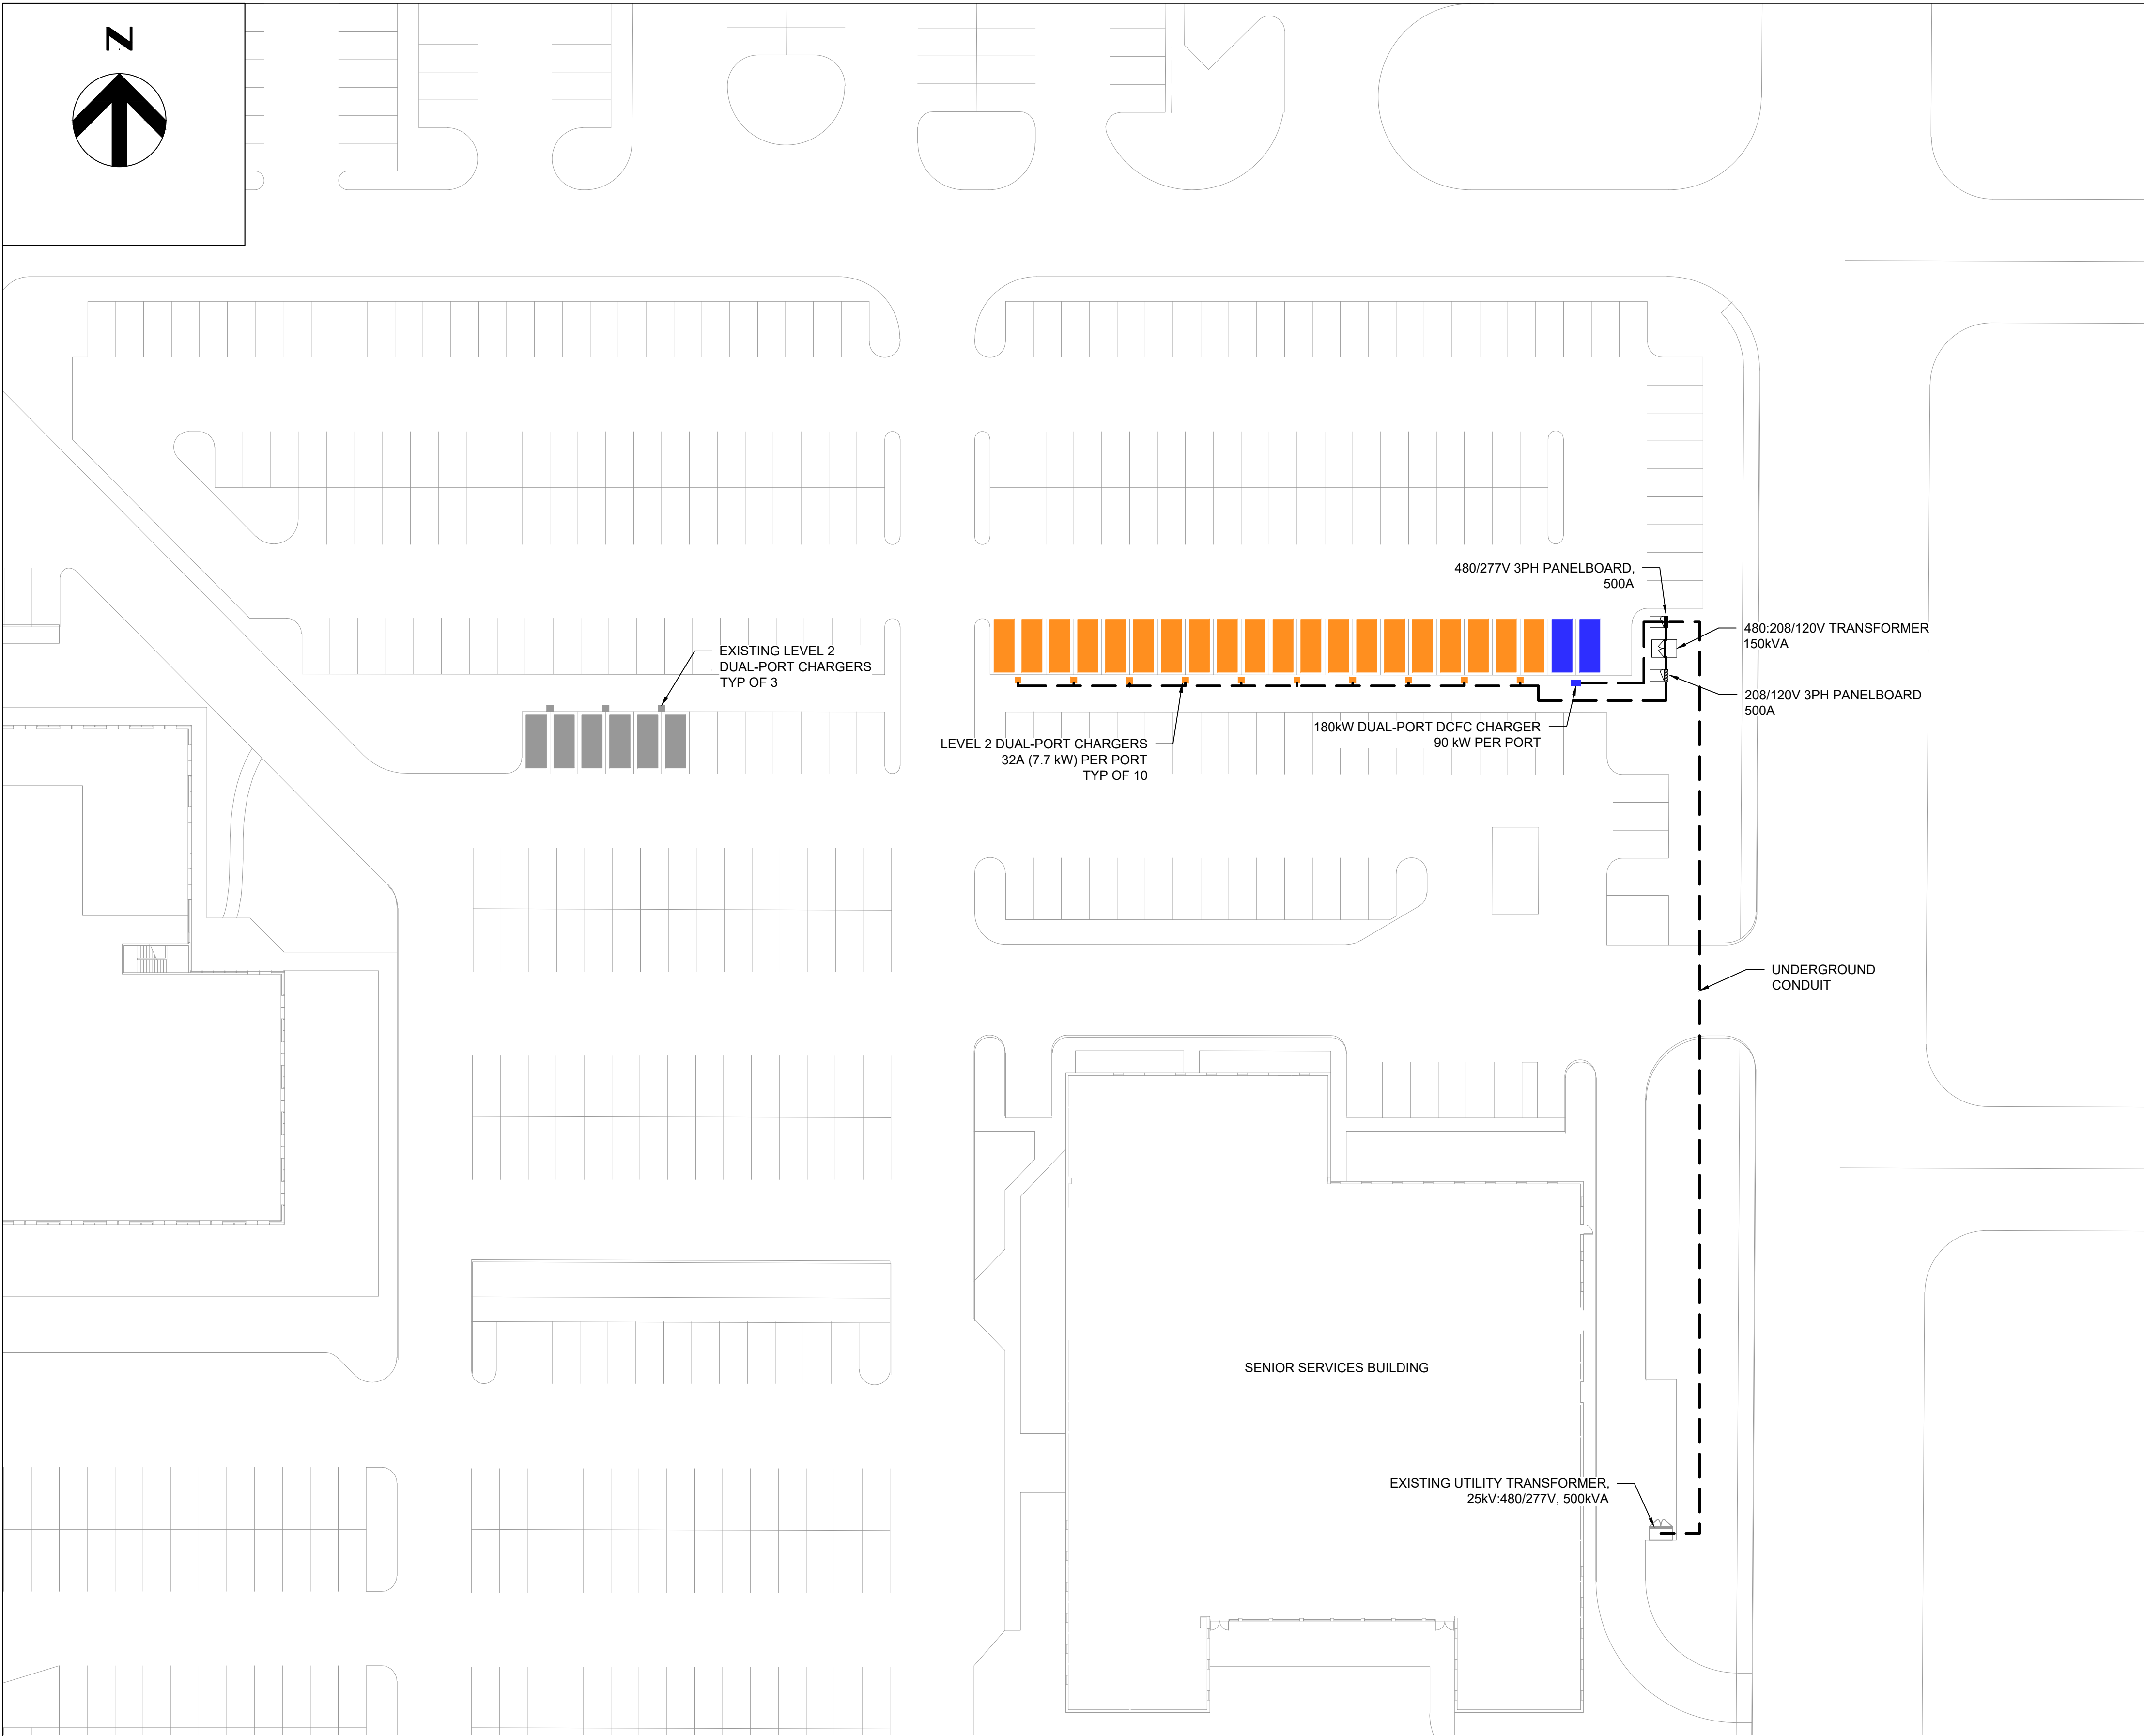 N
480/277V 3PH PANELBOARD,
500A
480:208/120V TRANSFORMER
150kVA
EXISTING LEVEL 2
DUAL-PORT CHARGERS
TYP OF 3
208/120V 3PH PANELBOARD
500A
180kW DUAL-PORT DCFC CHARGER
90 kW PER PORT
LEVEL 2 DUAL-PORT CHARGERS
32A (7.7 kW) PER PORT
TYP OF 10
UNDERGROUND
CONDUIT
SENIOR SERVICES BUILDING
EXISTING UTILITY TRANSFORMER,
25kV:480/277V, 500kVA